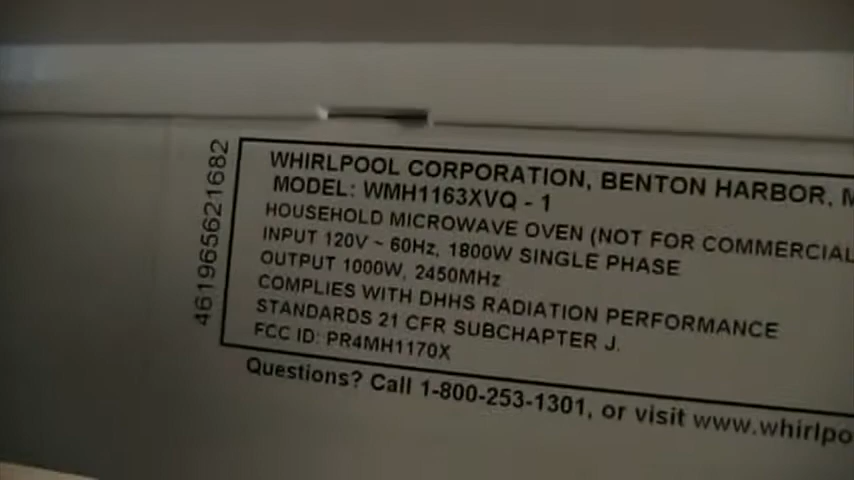 WHIRLPOOL CORPORATION, BENTON HARBOR, M
MODEL: WMH1163XVQ - 1
HOUSEHOLD MICROWAVE OVEN (NOT FOR COMMERCIAL
INPUT 120V ~ 60Hz, 1800W SINGLE PHASE
OUTPUT 1000W, 2450MHz
COMPLIES WITH DHHS RADIATION PERFORMANCE
STANDARDS 21 CFR SUBCHAPTER J.
FCC ID: PR4MH1170X
Questions? Call 1-800-253-1301, or visit www.whirlpo
461965621682